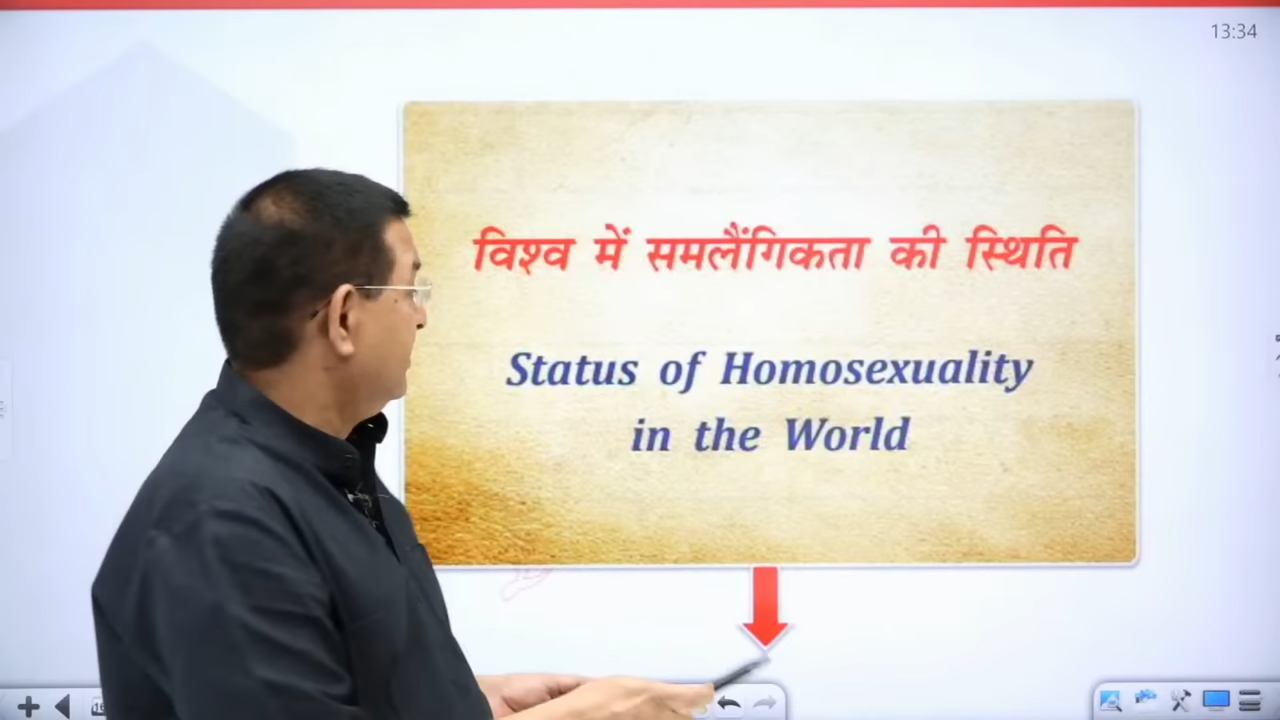 13:34
विश्व में समलैंगिकता की स्थिति
Status of Homosexuality
in the World